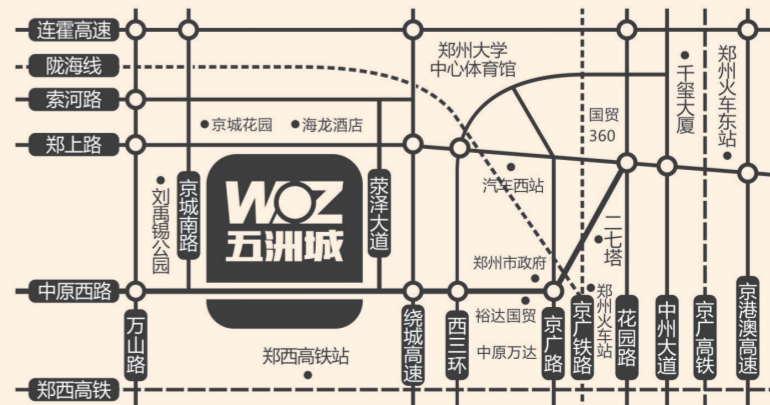 连霍高速
陇海线
索河路
郑上路
中原西路
郑西高铁
京城花园
海龙酒店
郑州大学
中心体育馆
国贸
360
千玺大厦
郑州火车东站
刘禹锡公园
京城南路
WOZ
五洲城
荥泽大道
汽车西站
二七塔
郑州市政府
郑州火车站
裕达国贸
中原万达
郑西高铁站
万山路
绕城高速
西三环
京广路
京广铁路
花园路
中州大道
京广高铁
京港澳高速